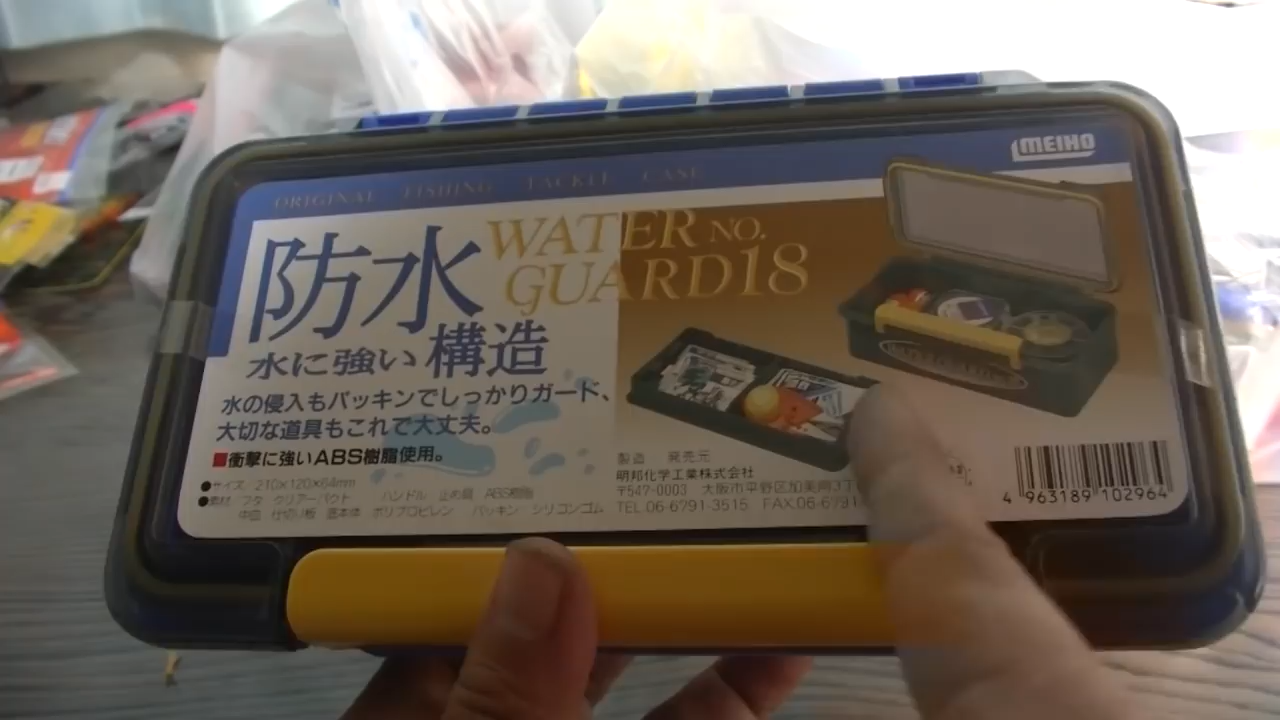 MEIHO
ORIGINAL FISHING TACKLE CASE
WATER NO.
GUARD18
防水
水に強い構造
水の侵入もパッキンでしっかりガード、
大切な道具もこれで大丈夫。
■衝撃に強いABS樹脂使用。
●サイズ 210×120×64mm
●素材 フタ クリアーパクト ハンドル 止め具 ABS樹脂
中皿 仕切り板 底本体 ポリプロピレン パッキン シリコンゴム
製造 発売元
明邦化学工業株式会社
〒547-0003 大阪市平野区加美南3丁
TEL.06-6791-3515 FAX.06-6791
4 963189 102964